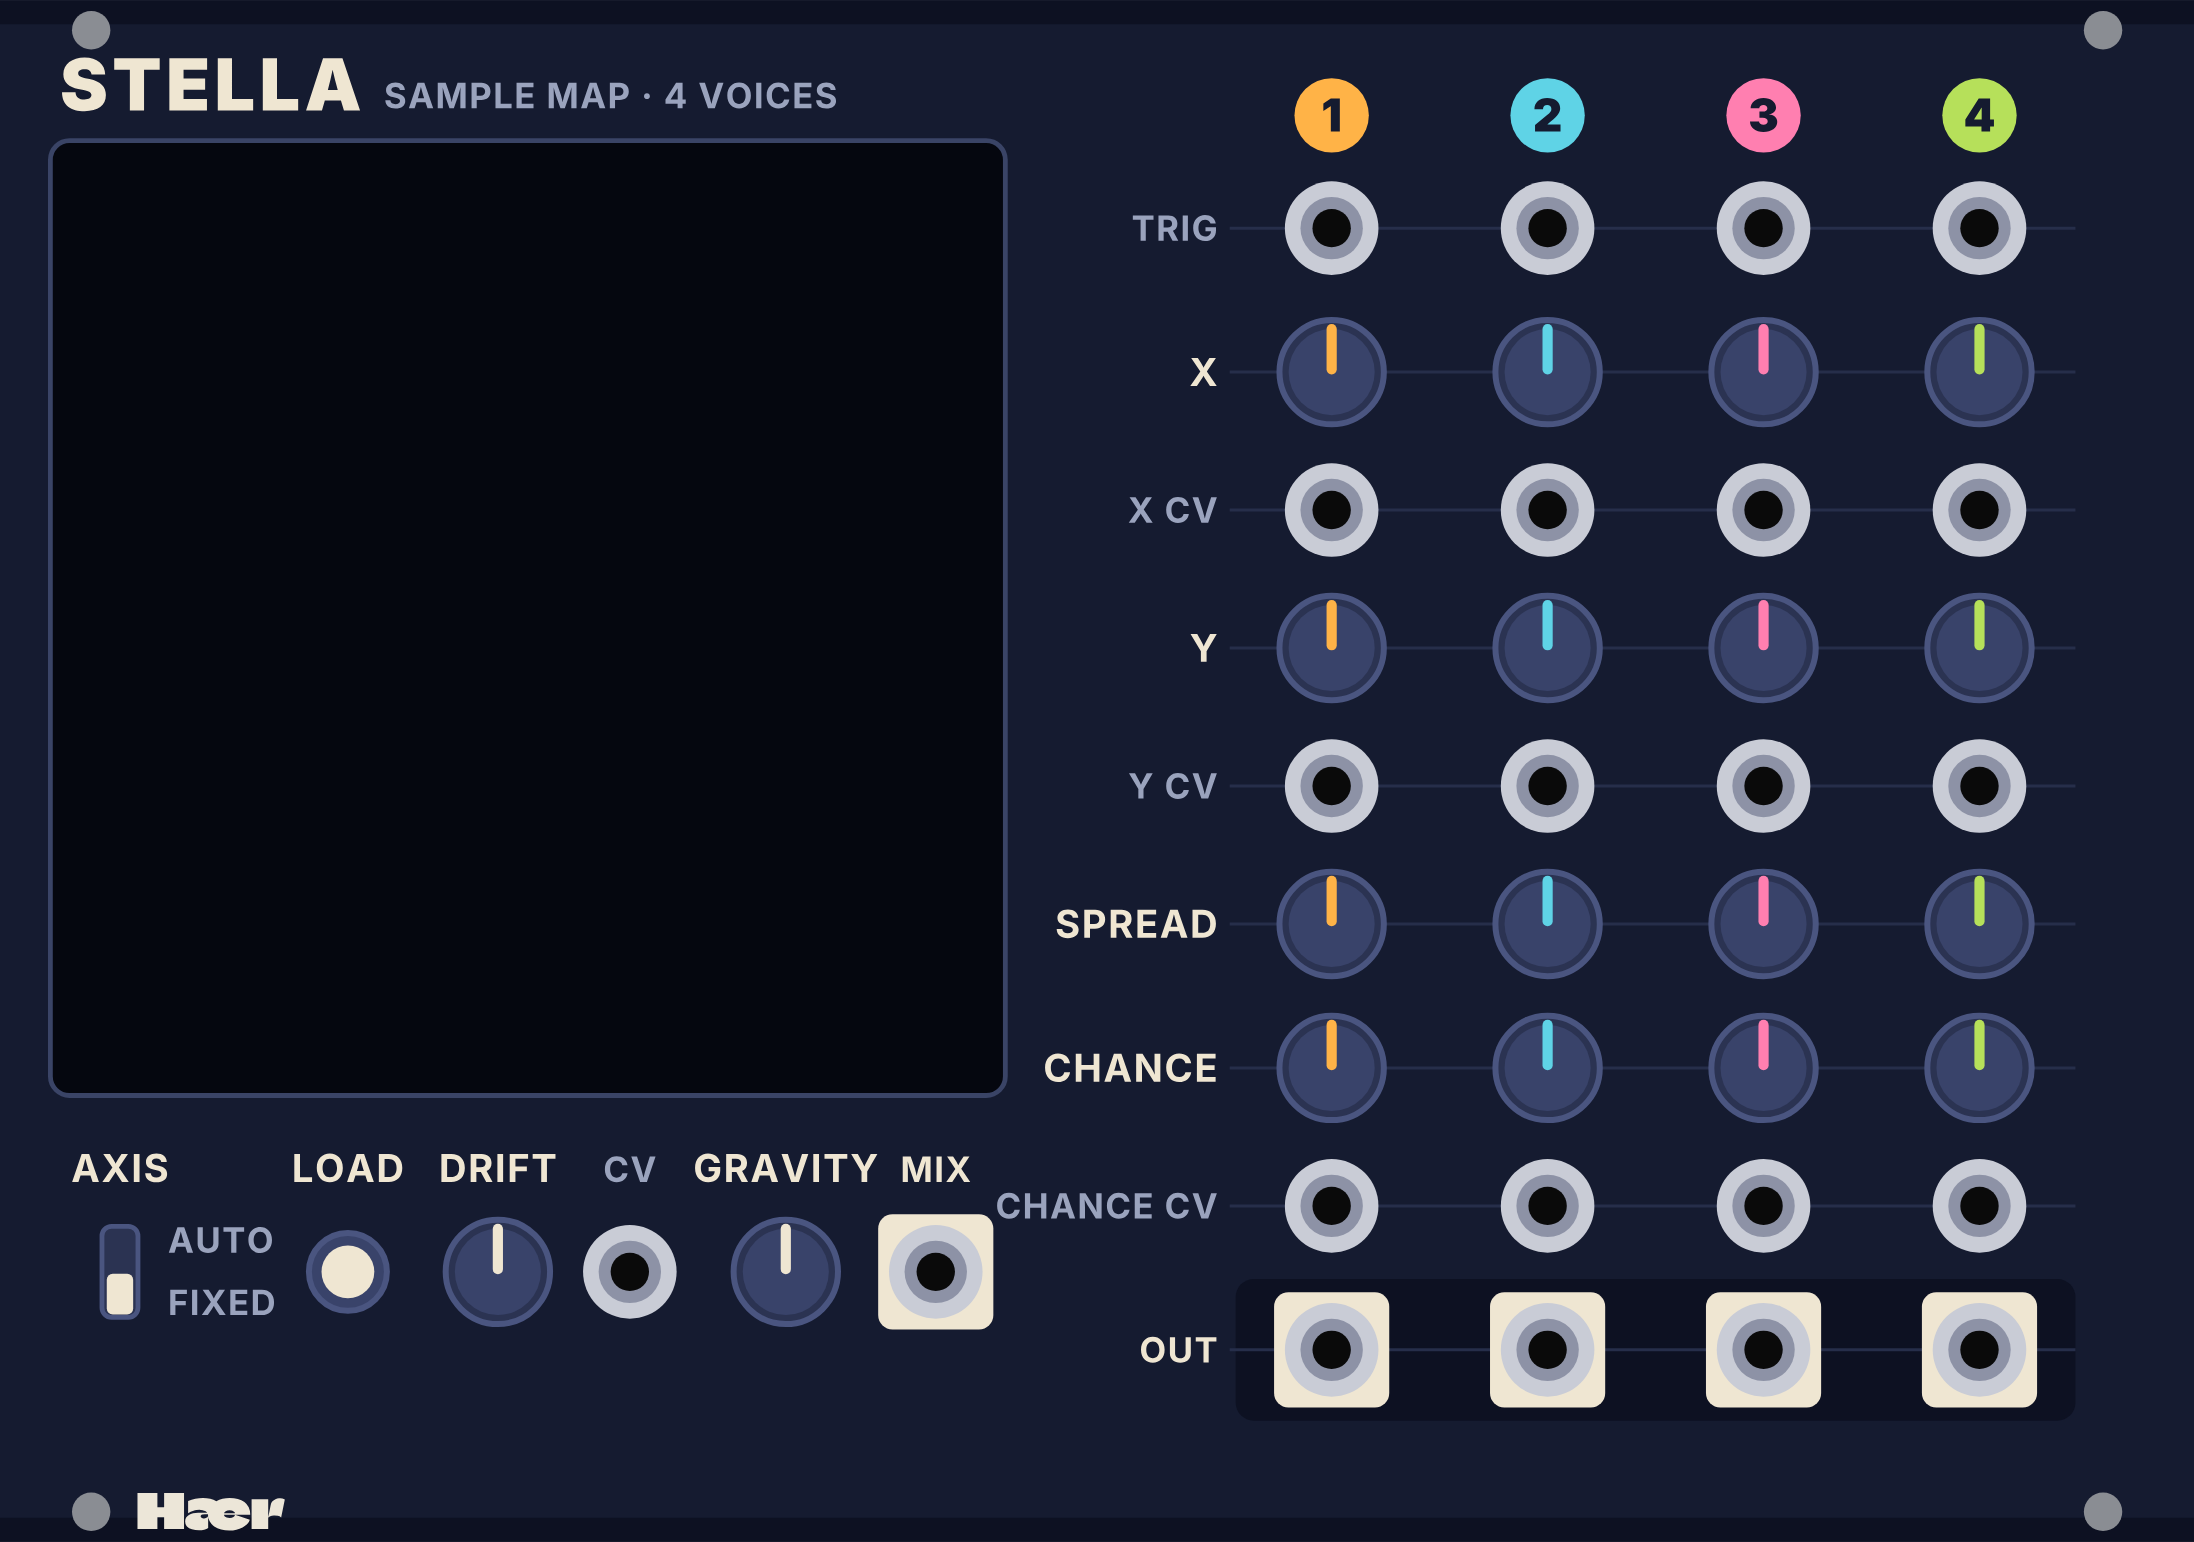 STELLA SAMPLE MAP · 4 VOICES
1 2 3 4
TRIG
X
X CV
Y
Y CV
SPREAD
CHANCE
CHANCE CV
OUT
AXIS LOAD DRIFT CV GRAVITY MIX
AUTO
FIXED
Haer